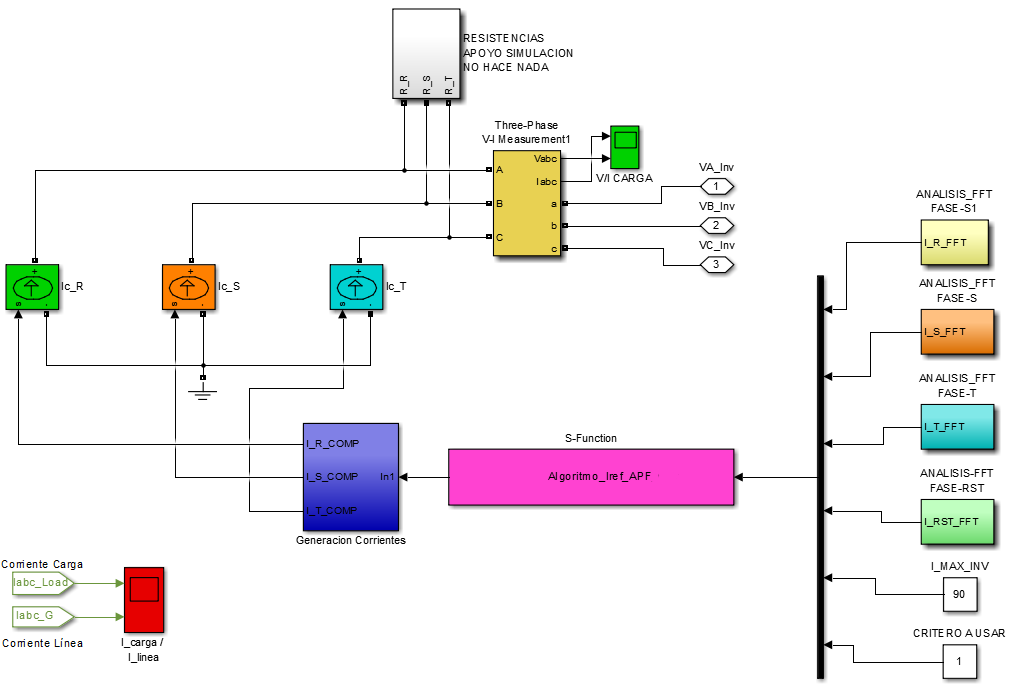 RESISTENCIAS
APOYO SIMULACION
NO HACE NADA
R_R
R_S
R_T
Three-Phase
V-I Measurement1
A
B
C
Vabc
Iabc
a
b
c
V/I CARGA
VA_Inv
1
VB_Inv
2
VC_Inv
3
+
s
-
Ic_R
+
s
-
Ic_S
+
s
-
Ic_T
I_R_COMP
I_S_COMP
I_T_COMP
In1
Generacion Corrientes
S-Function
Algoritmo_Iref_APF
ANALISIS_FFT
FASE-S1
I_R_FFT
ANALISIS_FFT
FASE-S
I_S_FFT
ANALISIS_FFT
FASE-T
I_T_FFT
ANALISIS-FFT
FASE-RST
I_RST_FFT
I_MAX_INV
90
CRITERO A USAR
1
Corriente Carga
Iabc_Load
Iabc_G
Corriente Línea
I_carga /
I_linea